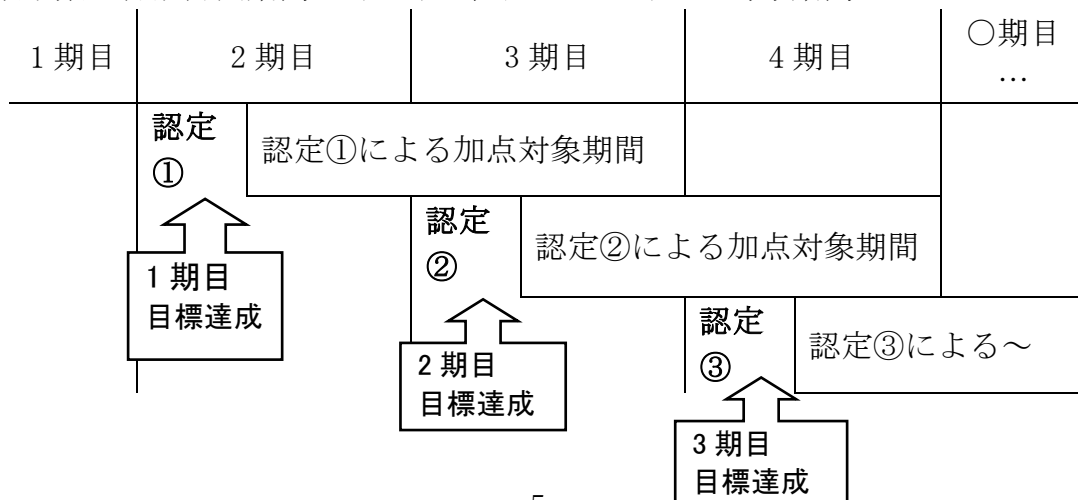 1期目
2期目
3期目
4期目
○期目
…
認定
①
認定①による加点対象期間
1期目
目標達成
認定
②
認定②による加点対象期間
2期目
目標達成
認定
③
認定③による～
3期目
目標達成